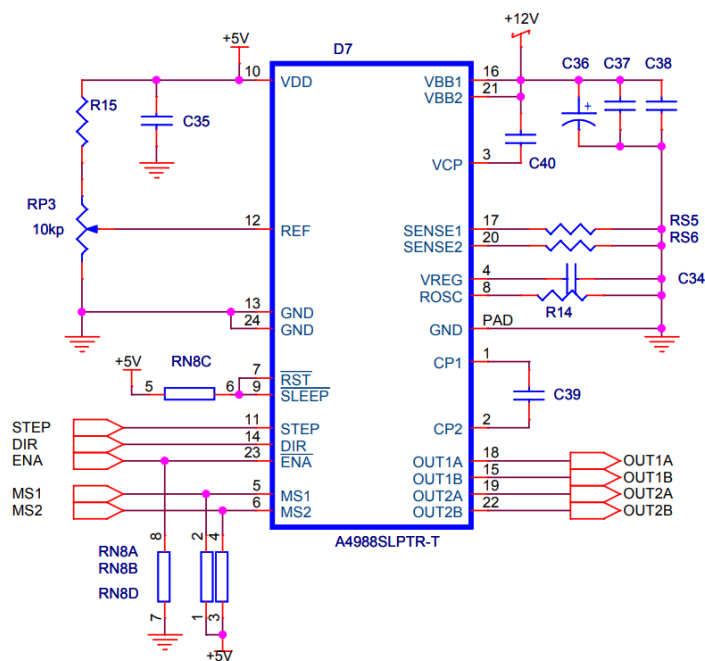 +12V
+5V
D7
C36 C37 C38
10 VDD
VBB1 16
VBB2 21
R15
C35
C40
VCP 3
RP3
10kp
12 REF
SENSE1 17
RS5
SENSE2 20
RS6
VREG 4
C34
ROSC 8
R14
13 GND
24 GND
GND PAD
+5V
RN8C
5 6
7 RST
9 SLEEP
CP1 1
C39
CP2 2
STEP 11 STEP
DIR 14 DIR
ENA 23 ENA
OUT1A 18 OUT1A
OUT1B 15 OUT1B
OUT2A 19 OUT2A
OUT2B 22 OUT2B
MS1 5 MS1
MS2 6 MS2
A4988SLPTR-T
8 2 4
RN8A
RN8B
RN8D
7 1 3
+5V